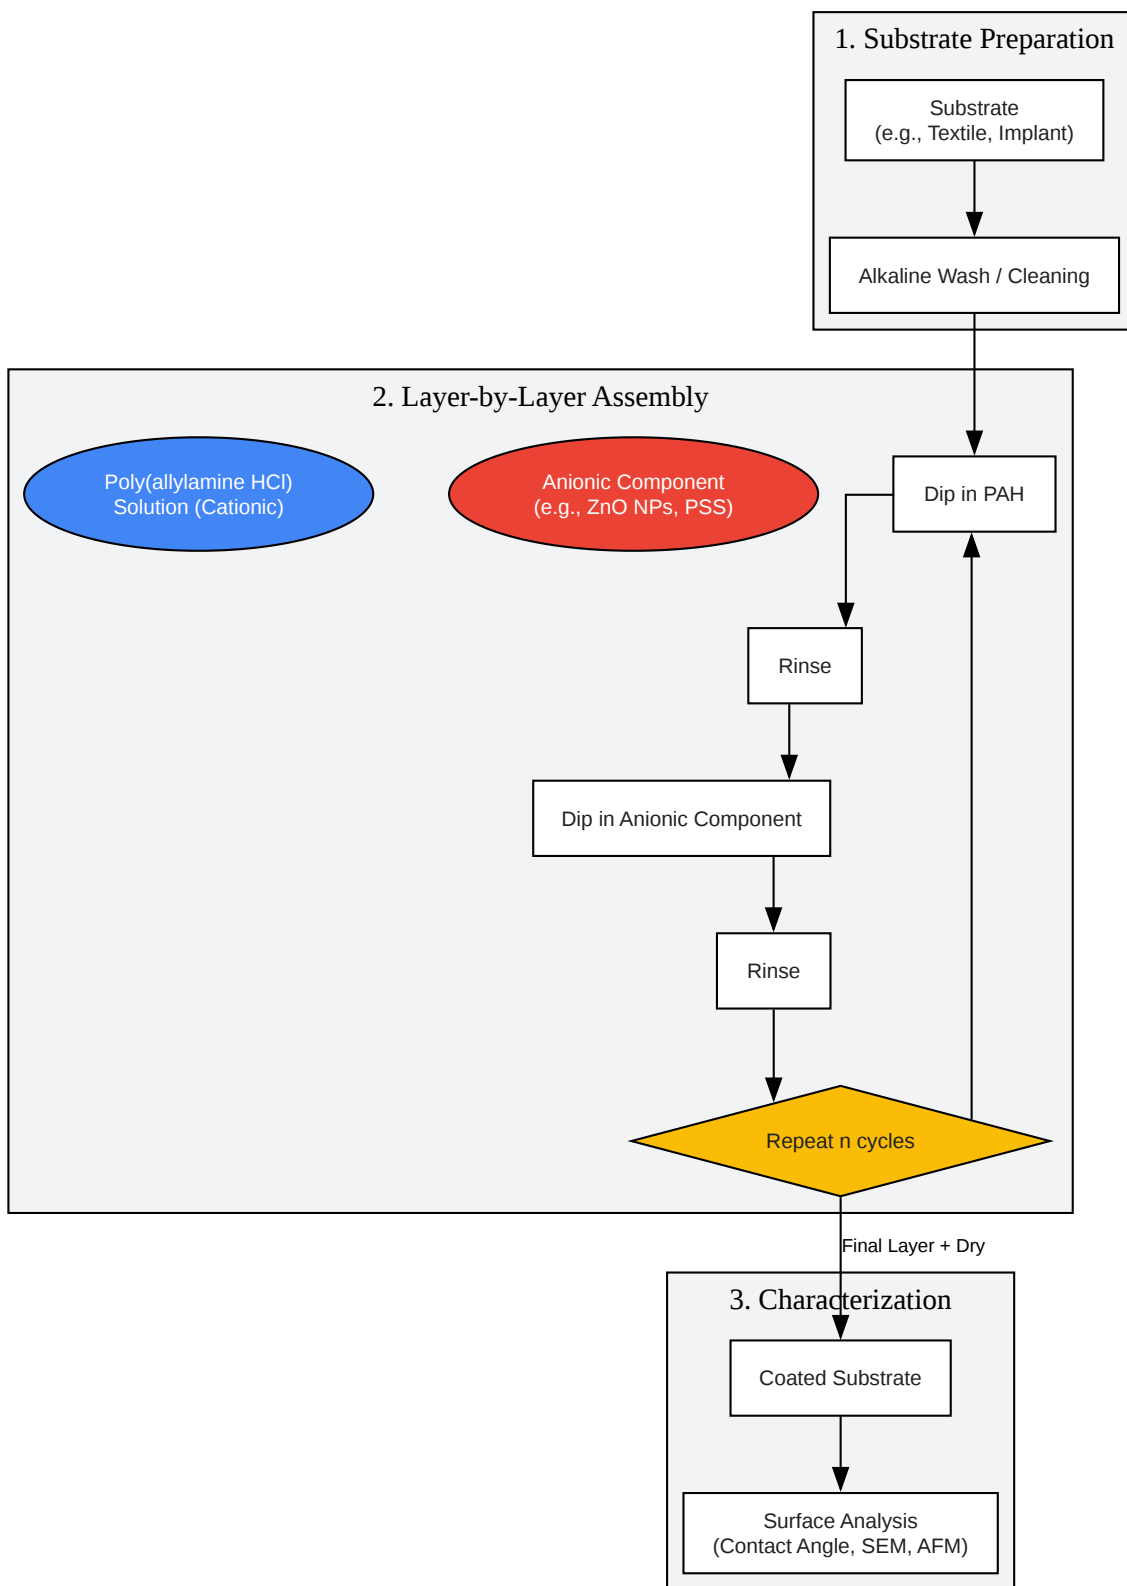 1. Substrate Preparation
Substrate
(e.g., Textile, Implant)
Alkaline Wash / Cleaning
2. Layer-by-Layer Assembly
Poly(allylamine HCl)
Solution (Cationic)
Anionic Component
(e.g., ZnO NPs, PSS)
Dip in PAH
Rinse
Dip in Anionic Component
Rinse
Repeat n cycles
Final Layer + Dry
3. Characterization
Coated Substrate
Surface Analysis
(Contact Angle, SEM, AFM)